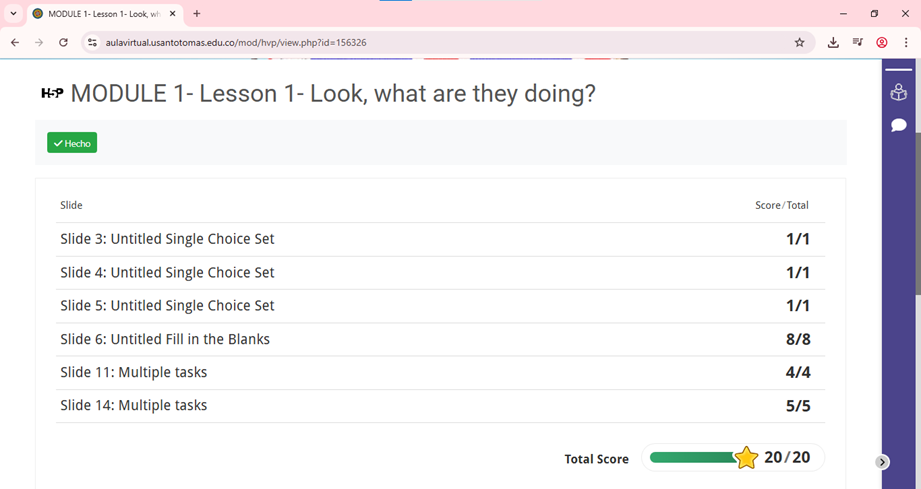 MODULE 1- Lesson 1- Look, wh
aulavirtual.usantotomas.edu.co/mod/hvp/view.php?id=156326
H5P MODULE 1- Lesson 1- Look, what are they doing?
Hecho
Slide Score/Total
Slide 3: Untitled Single Choice Set 1/1
Slide 4: Untitled Single Choice Set 1/1
Slide 5: Untitled Single Choice Set 1/1
Slide 6: Untitled Fill in the Blanks 8/8
Slide 11: Multiple tasks 4/4
Slide 14: Multiple tasks 5/5
Total Score 20/20